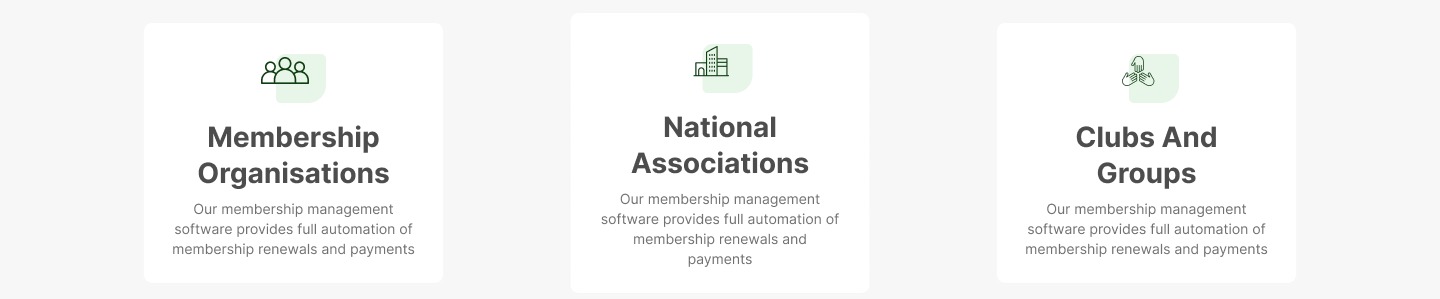 Membership
Organisations
Our membership management
software provides full automation of
membership renewals and payments
National
Associations
Our membership management
software provides full automation of
membership renewals and
payments
Clubs And
Groups
Our membership management
software provides full automation of
membership renewals and payments